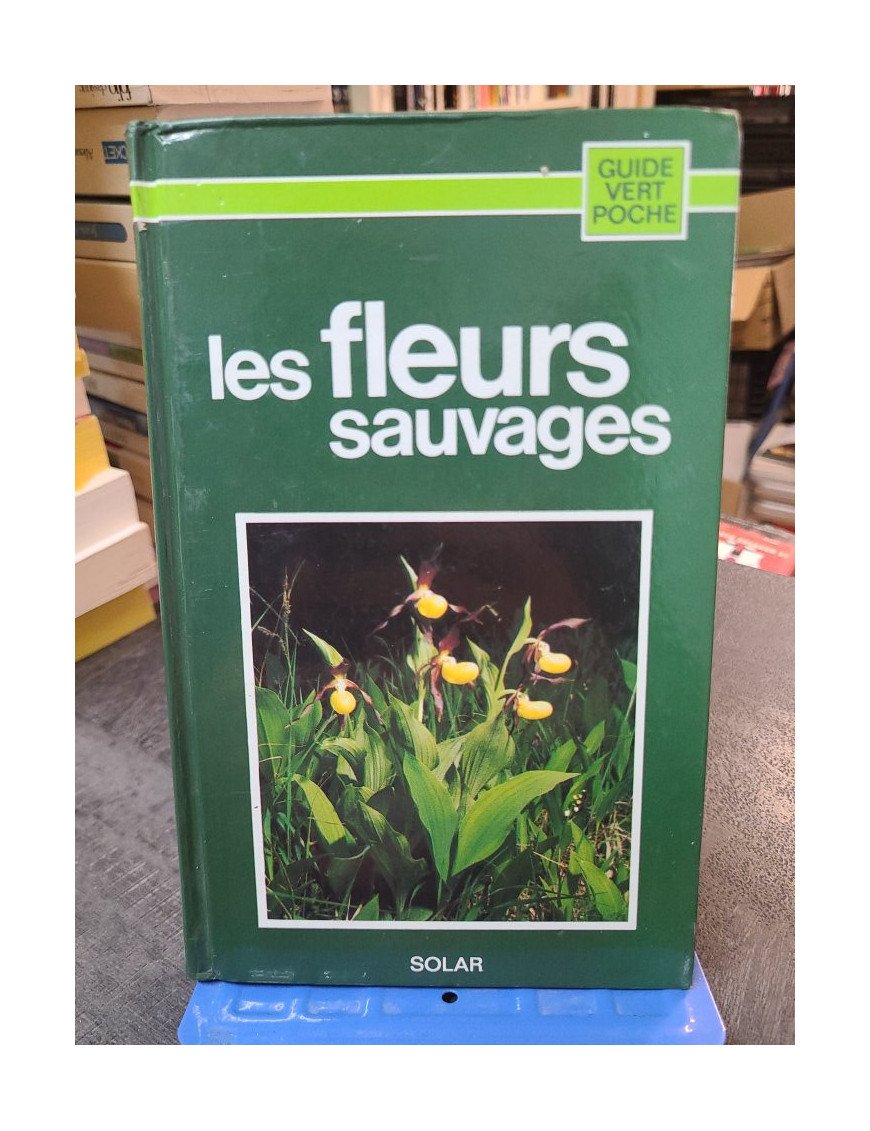 GUIDE
VERT
POCHE
les fleurs
sauvages
SOLAR